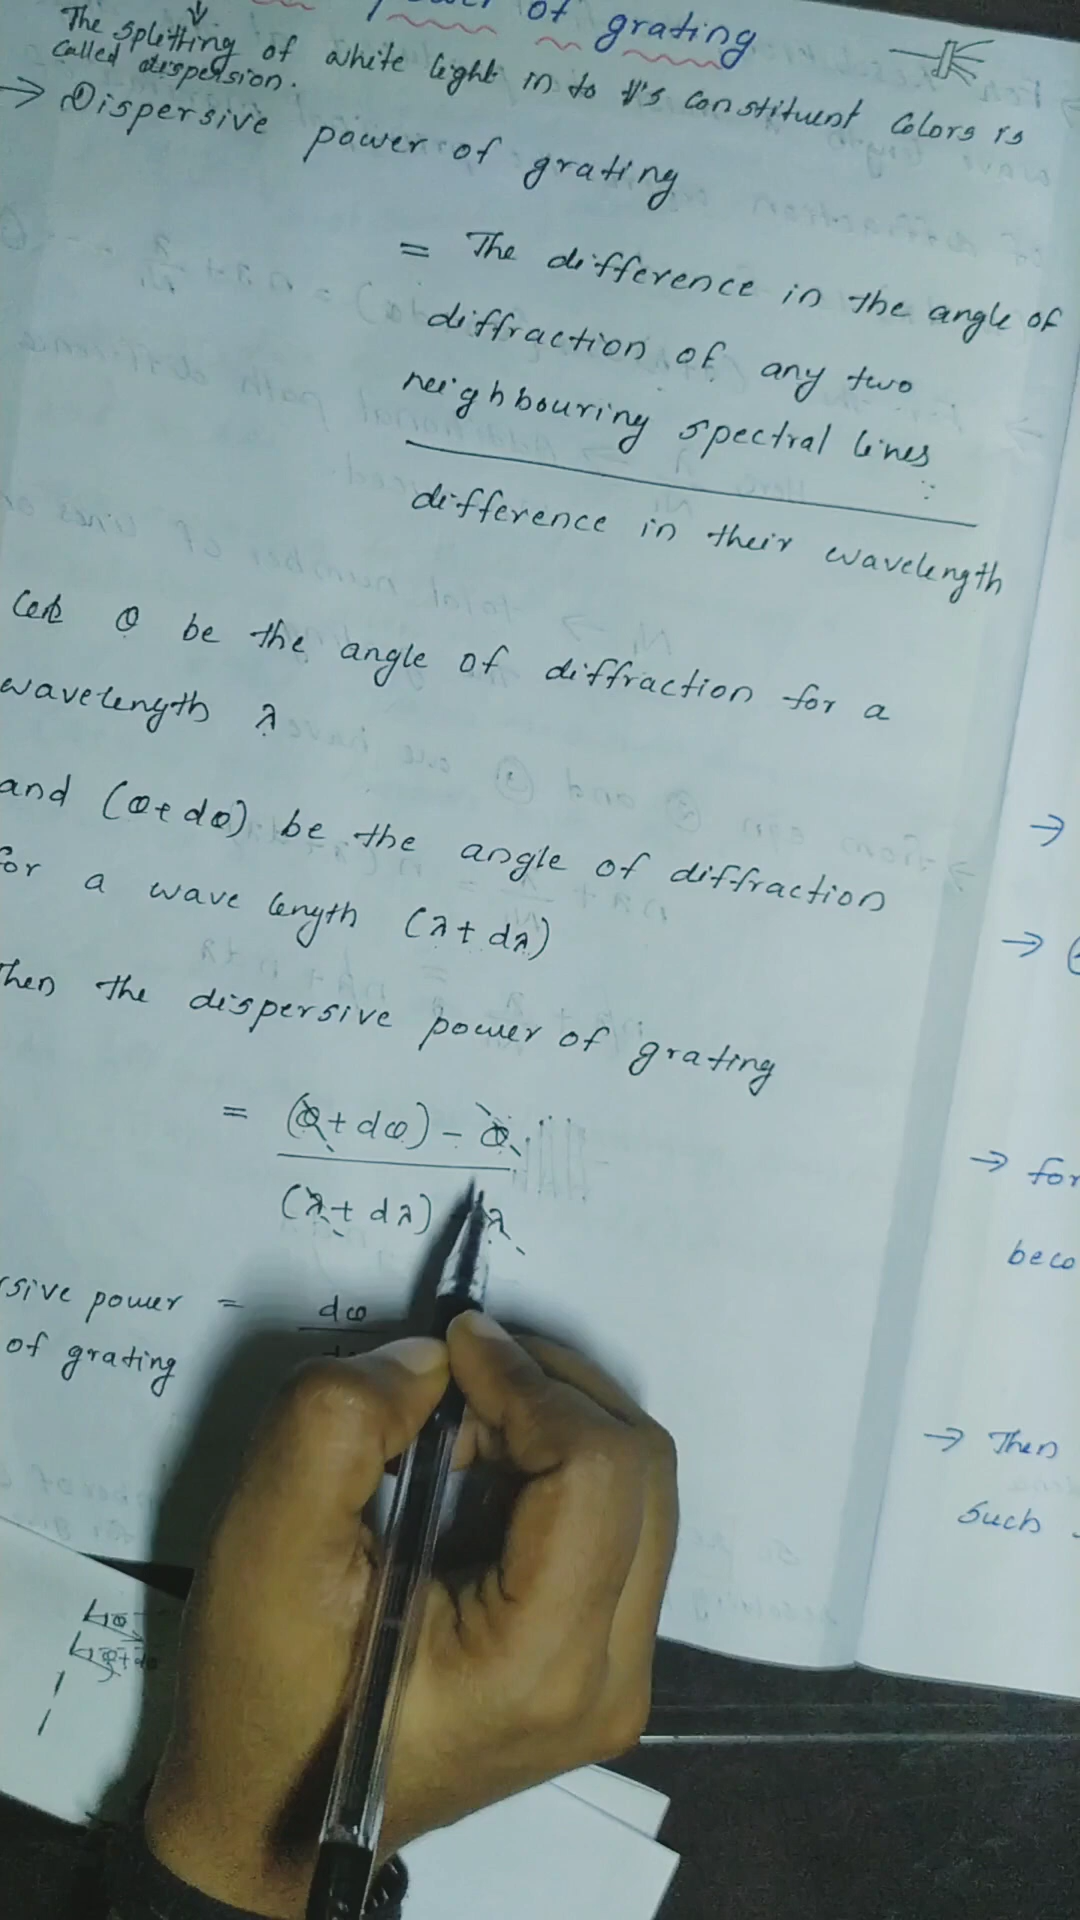 power of grating
The splitting of white light in to it's constituent Colors is
called dispersion.
→ Dispersive power of grating
= The difference in the angle of
diffraction of any two
neighbouring spectral lines
difference in their wavelength
Let θ be the angle of diffraction for a
wavelength λ
and (θ+dθ) be the angle of diffraction
for a wave length (λ+dλ)
Then the dispersive power of grating
= (θ+dθ) - θ
(λ+dλ) λ
sive power = dθ
of grating
θ
θ+dθ
→
→
→ for
beco
→ Then
Such